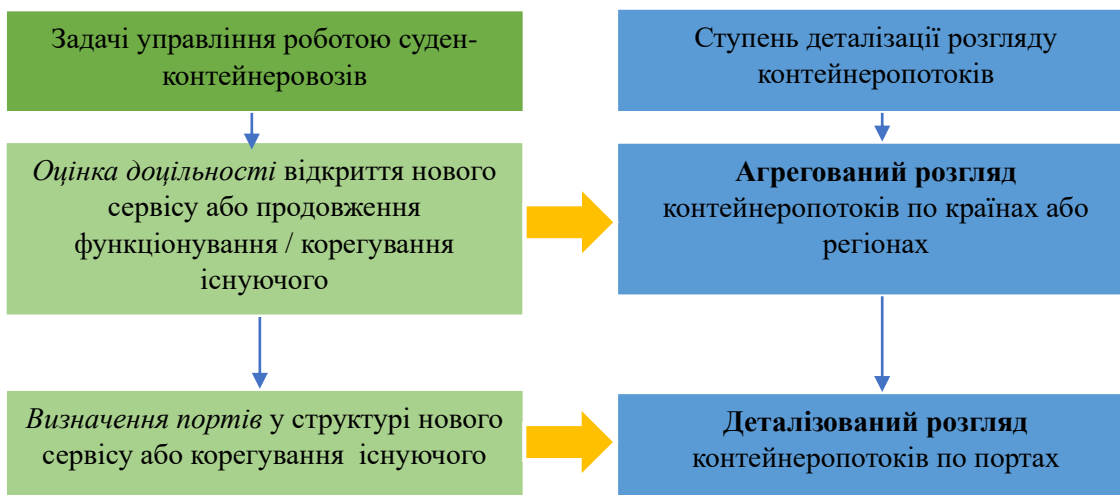 Задачі управління роботою суден-
контейнеровозів
Ступень деталізації розгляду
контейнеропотоків
Оцінка доцільності відкриття нового
сервісу або продовження
функціонування / корегування
існуючого
Агрегований розгляд
контейнеропотоків по країнах або
регіонах
Визначення портів у структурі нового
сервісу або корегування існуючого
Деталізований розгляд
контейнеропотоків по портах